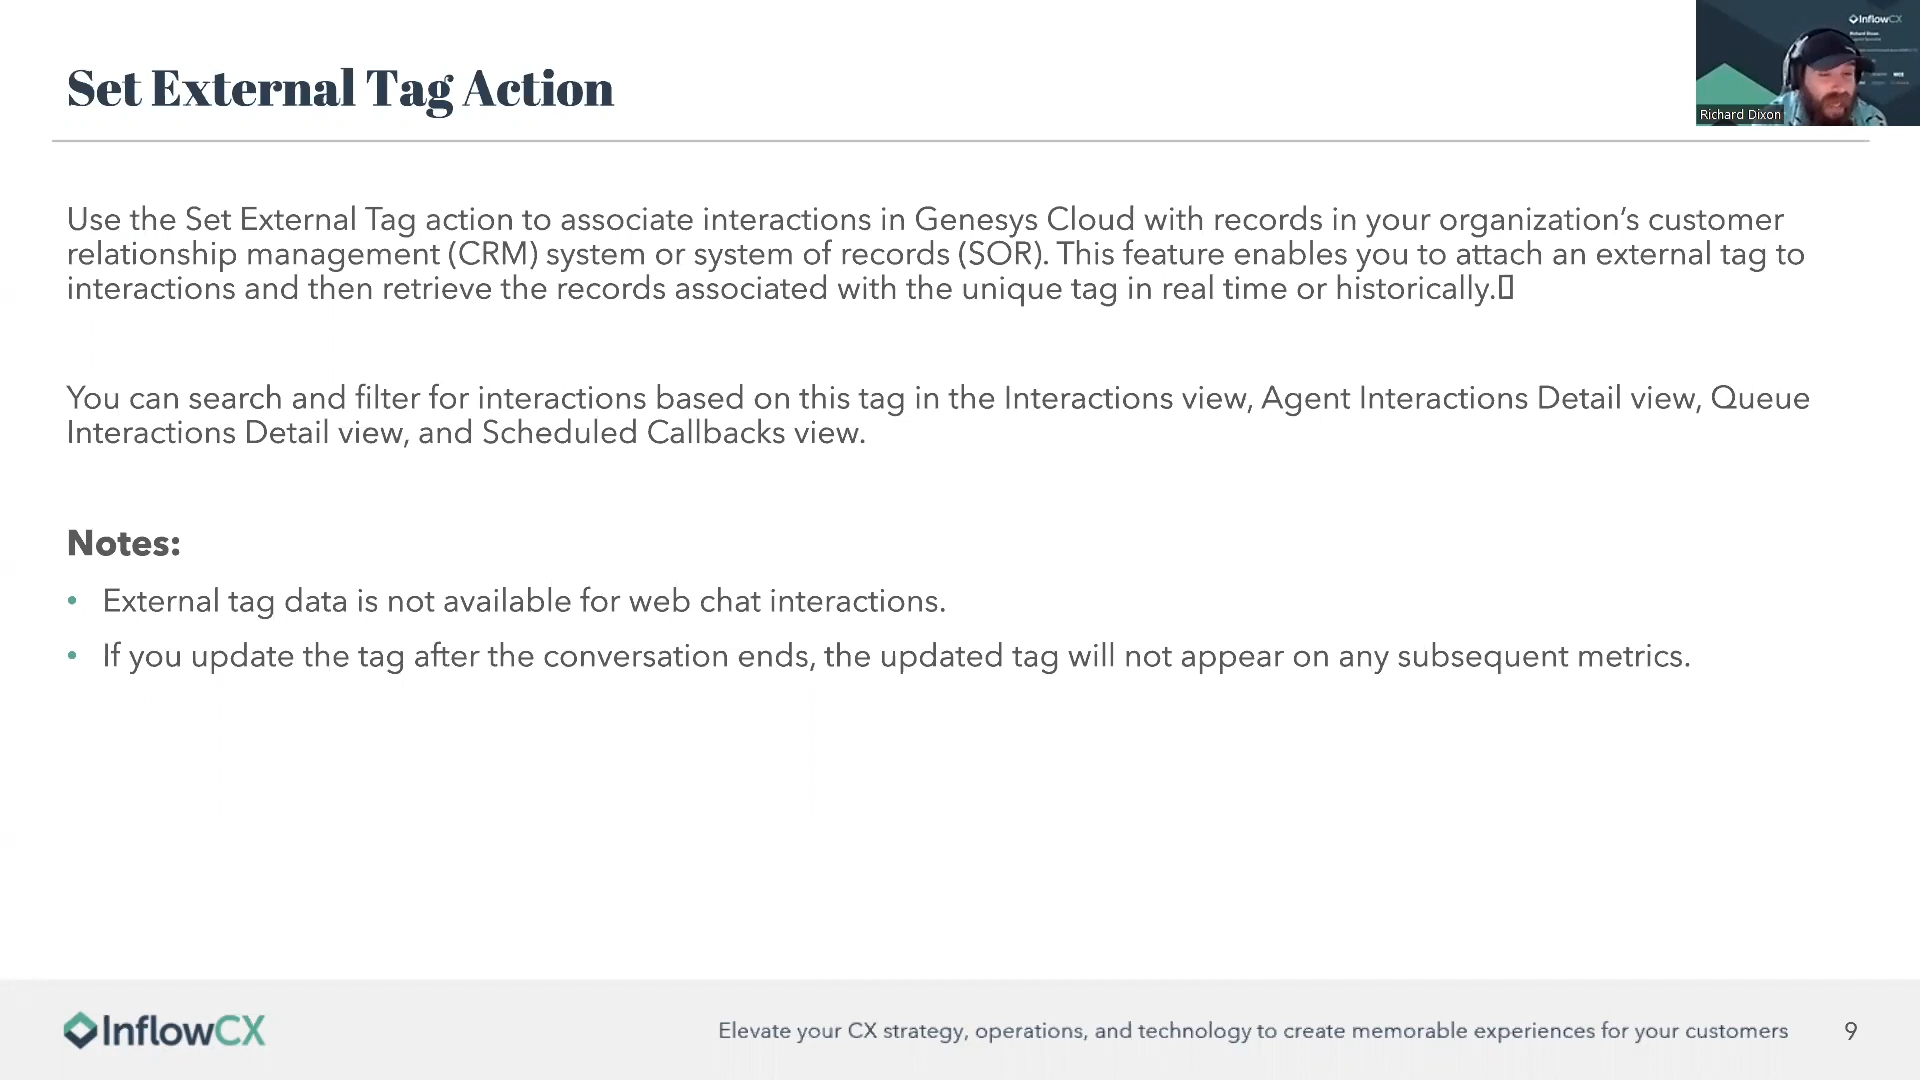 InflowCX
Set External Tag Action
Richard Dixon
Use the Set External Tag action to associate interactions in Genesys Cloud with records in your organization’s customer
relationship management (CRM) system or system of records (SOR). This feature enables you to attach an external tag to
interactions and then retrieve the records associated with the unique tag in real time or historically.
You can search and filter for interactions based on this tag in the Interactions view, Agent Interactions Detail view, Queue
Interactions Detail view, and Scheduled Callbacks view.
Notes:
• External tag data is not available for web chat interactions.
• If you update the tag after the conversation ends, the updated tag will not appear on any subsequent metrics.
InflowCX
Elevate your CX strategy, operations, and technology to create memorable experiences for your customers
9